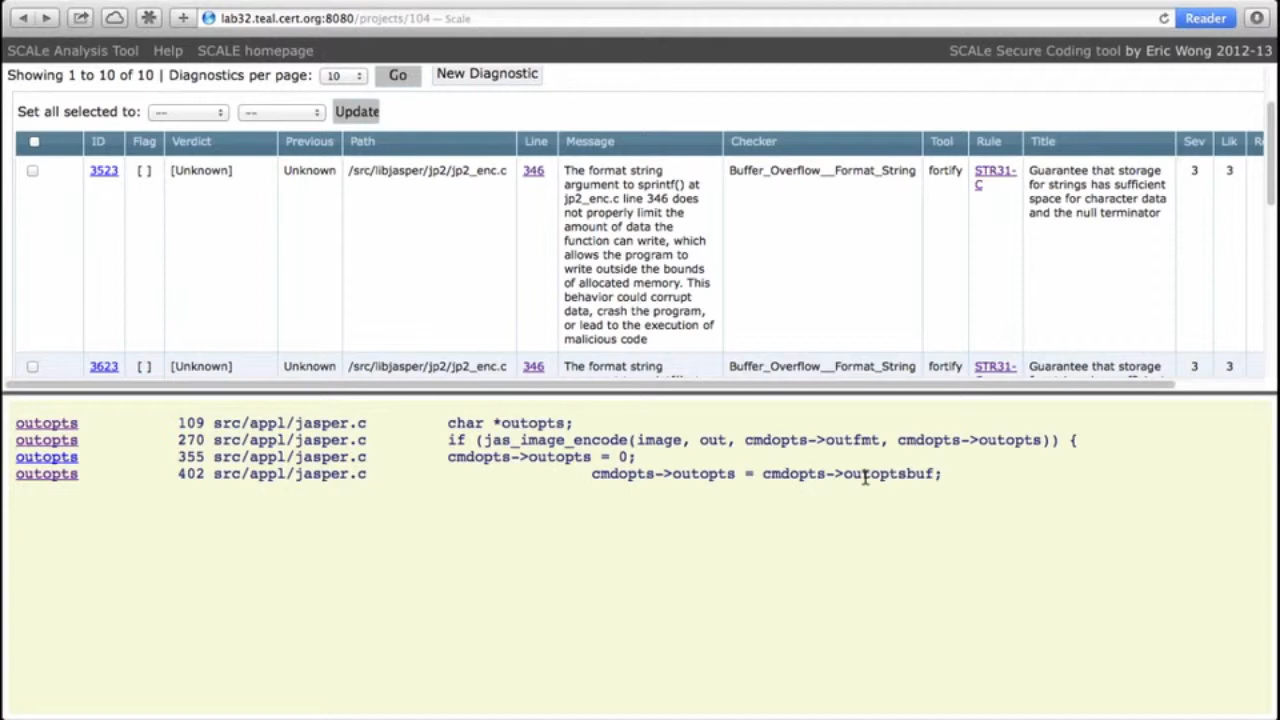 lab32.teal.cert.org:8080/projects/104 — Scale
Reader
SCALe Analysis Tool Help SCALE homepage
SCALe Secure Coding tool by Eric Wong 2012-13
Showing 1 to 10 of 10 | Diagnostics per page: 10 Go New Diagnostic
Set all selected to: -- -- Update
ID Flag Verdict Previous Path Line Message Checker Tool Rule Title Sev Lik
3523 [ ] [Unknown] Unknown /src/libjasper/jp2/jp2_enc.c 346 The format string Buffer_Overflow__Format_String fortify STR31- Guarantee that storage 3 3
argument to sprintf() at C for strings has sufficient
jp2_enc.c line 346 does space for character data
not properly limit the and the null terminator
amount of data the
function can write, which
allows the program to
write outside the bounds
of allocated memory. This
behavior could corrupt
data, crash the program,
or lead to the execution of
malicious code
3623 [ ] [Unknown] Unknown /src/libjasper/jp2/jp2_enc.c 346 The format string Buffer_Overflow__Format_String fortify STR31- Guarantee that storage 3 3
outopts 109 src/appl/jasper.c char *outopts;
outopts 270 src/appl/jasper.c if (jas_image_encode(image, out, cmdopts->outfmt, cmdopts->outopts)) {
outopts 355 src/appl/jasper.c cmdopts->outopts = 0;
outopts 402 src/appl/jasper.c cmdopts->outopts = cmdopts->outoptsbuf;